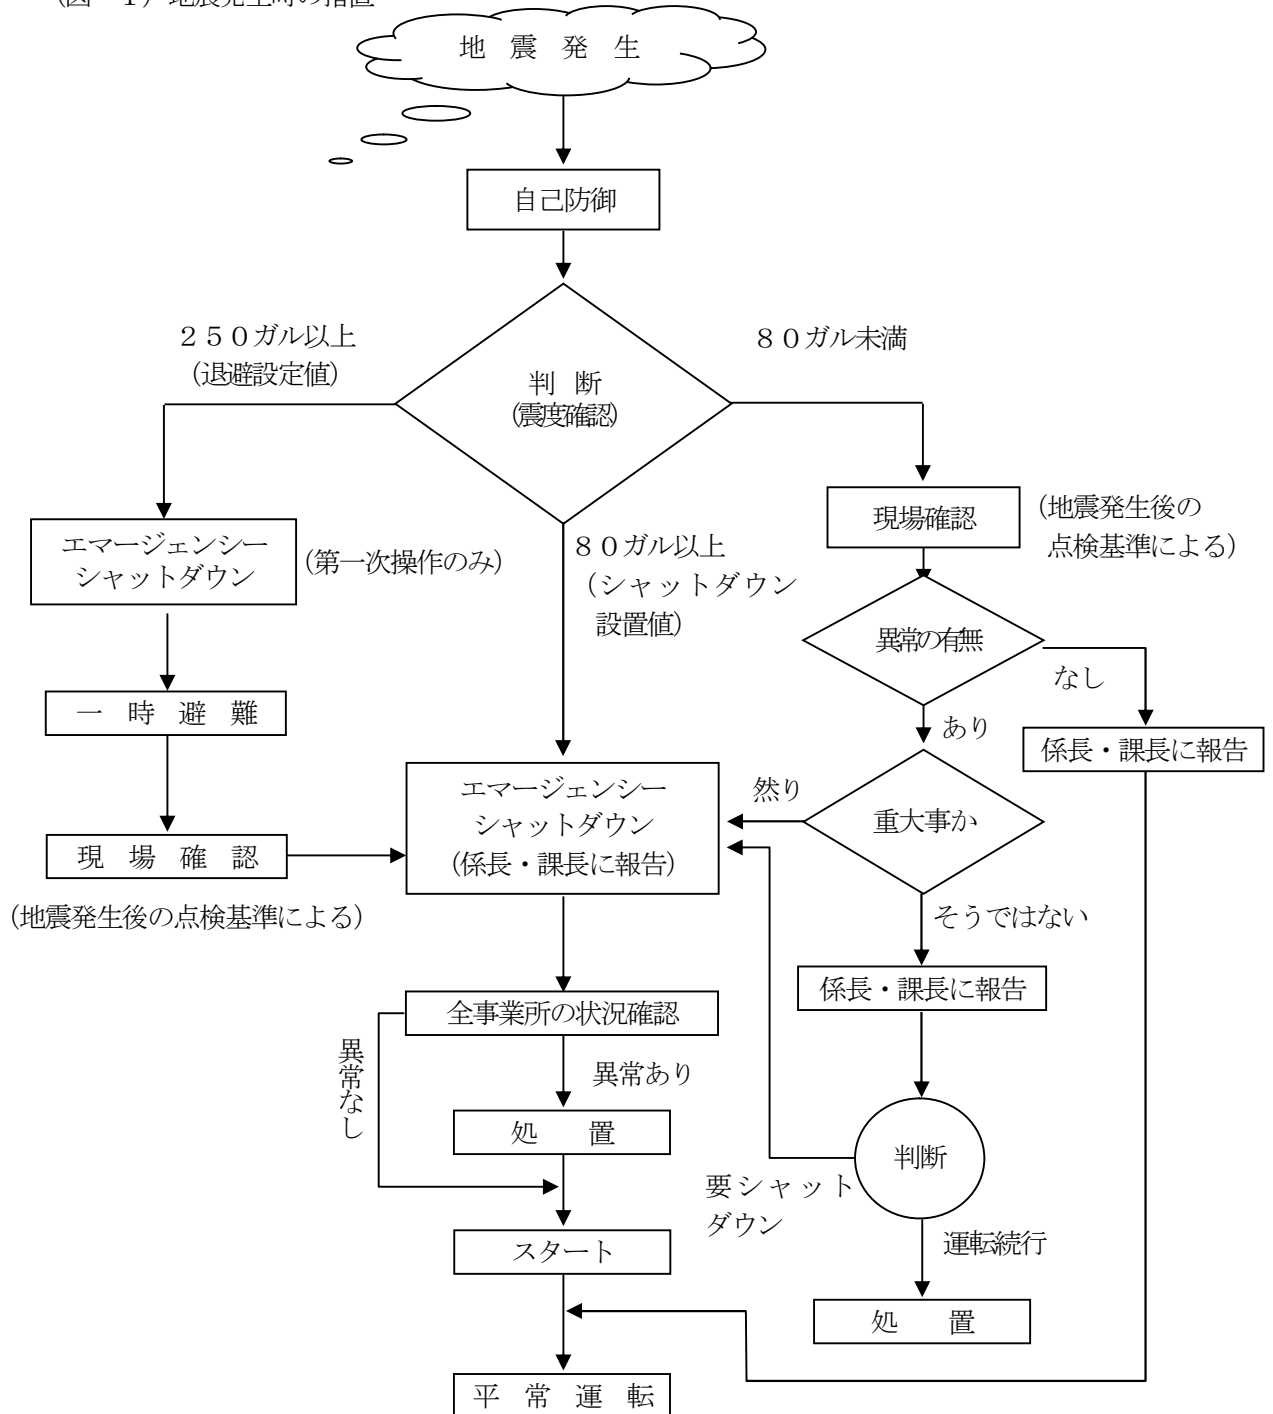 (図－１) 地震発生時の措置
地　震　発　生
自己防御
２５０ガル以上
（退避設定値）
８０ガル未満
判　断
（震度確認）
現場確認
（地震発生後の
点検基準による）
エマージェンシー
シャットダウン
（第一次操作のみ）
８０ガル以上
（シャットダウン
設置値）
異常の有無
なし
一　時　避　難
あり
係長・課長に報告
エマージェンシー
シャットダウン
（係長・課長に報告）
然り
重大事か
現　場　確　認
（地震発生後の点検基準による）
そうではない
係長・課長に報告
全事業所の状況確認
異常なし
異常あり
処　　置
判断
要シャット
ダウン
スタート
運転続行
処　　置
平　常　運　転